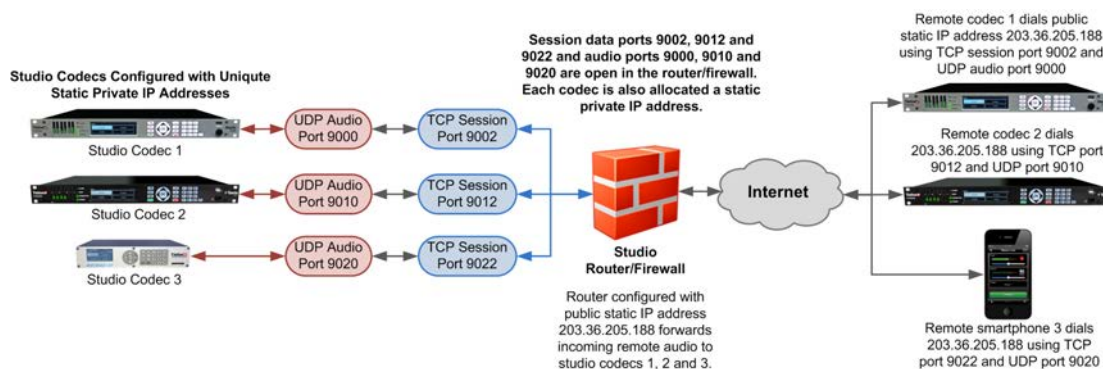 Studio Codecs Configured with Uniqute
Static Private IP Addresses
Studio Codec 1
UDP Audio
Port 9000
TCP Session
Port 9002
Studio Codec 2
UDP Audio
Port 9010
TCP Session
Port 9012
Studio Codec 3
UDP Audio
Port 9020
TCP Session
Port 9022
Session data ports 9002, 9012 and
9022 and audio ports 9000, 9010 and
9020 are open in the router/firewall.
Each codec is also allocated a static
private IP address.
Studio
Router/Firewall
Router configured with
public static IP address
203.36.205.188 forwards
incoming remote audio to
studio codecs 1, 2 and 3.
Internet
Remote codec 1 dials public
static IP address 203.36.205.188
using TCP session port 9002 and
UDP audio port 9000
Remote codec 2 dials
203.36.205.188 using TCP port
9012 and UDP port 9010
Remote smartphone 3 dials
203.36.205.188 using TCP
port 9022 and UDP port 9020